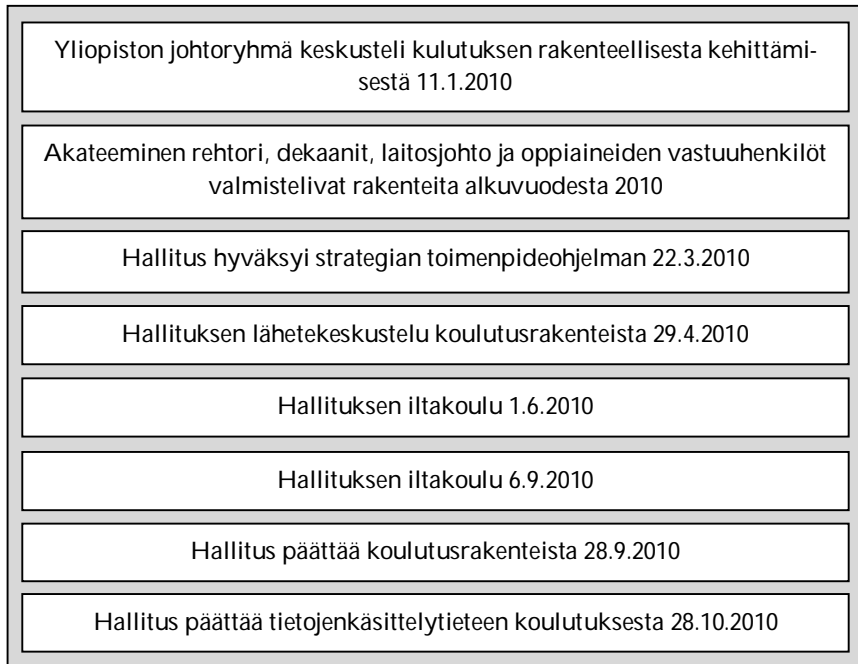 Yliopiston johtoryhmä keskusteli kulutuksen rakenteellisesta kehittämi-
sestä 11.1.2010
Akateeminen rehtori, dekaanit, laitosjohto ja oppiaineiden vastuuhenkilöt
valmistelivat rakenteita alkuvuodesta 2010
Hallitus hyväksyi strategian toimenpideohjelman 22.3.2010
Hallituksen lähetekeskustelu koulutusrakenteista 29.4.2010
Hallituksen iltakoulu 1.6.2010
Hallituksen iltakoulu 6.9.2010
Hallitus päättää koulutusrakenteista 28.9.2010
Hallitus päättää tietojenkäsittelytieteen koulutuksesta 28.10.2010